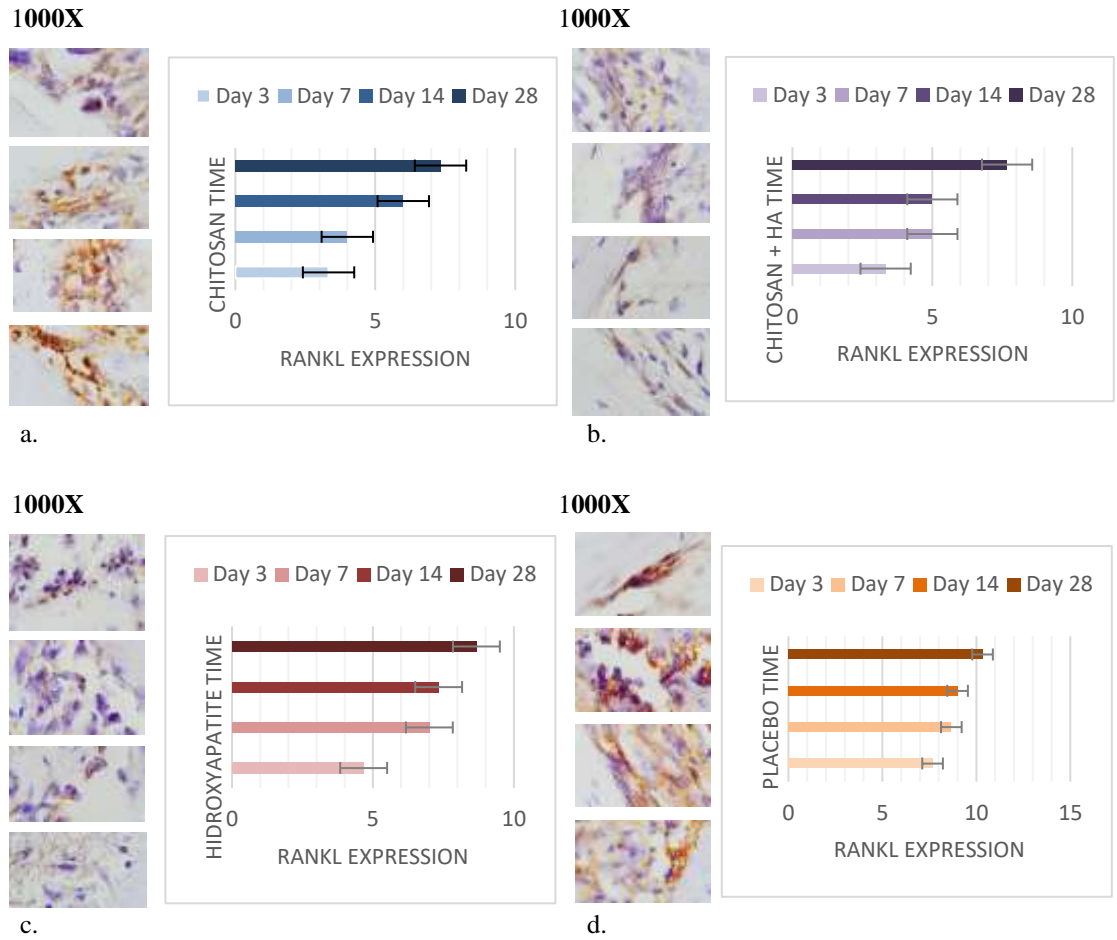 1000X
Day 3 Day 7 Day 14 Day 28
CHITOSAN TIME
0 5 10
RANKL EXPRESSION
a.
1000X
Day 3 Day 7 Day 14 Day 28
CHITOSAN + HA TIME
0 5 10
RANKL EXPRESSION
b.
1000X
Day 3 Day 7 Day 14 Day 28
HIDROXYAPATITE TIME
0 5 10
RANKL EXPRESSION
c.
1000X
Day 3 Day 7 Day 14 Day 28
PLACEBO TIME
0 5 10 15
RANKL EXPRESSION
d.